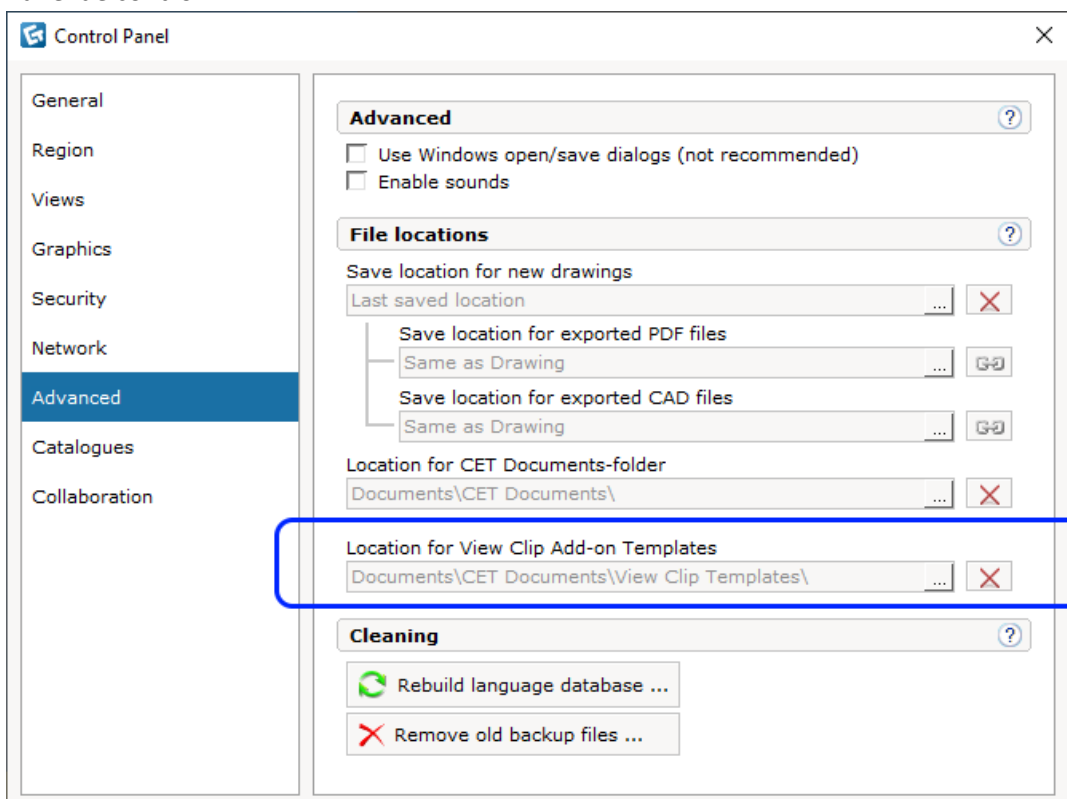 Control Panel
General
Region
Views
Graphics
Security
Network
Advanced
Catalogues
Collaboration
Advanced
Use Windows open/save dialogs (not recommended)
Enable sounds
File locations
Save location for new drawings
Last saved location ...
Save location for exported PDF files
Same as Drawing ...
Save location for exported CAD files
Same as Drawing ...
Location for CET Documents-folder
Documents\CET Documents\ ...
Location for View Clip Add-on Templates
Documents\CET Documents\View Clip Templates\ ...
Cleaning
Rebuild language database ...
Remove old backup files ...